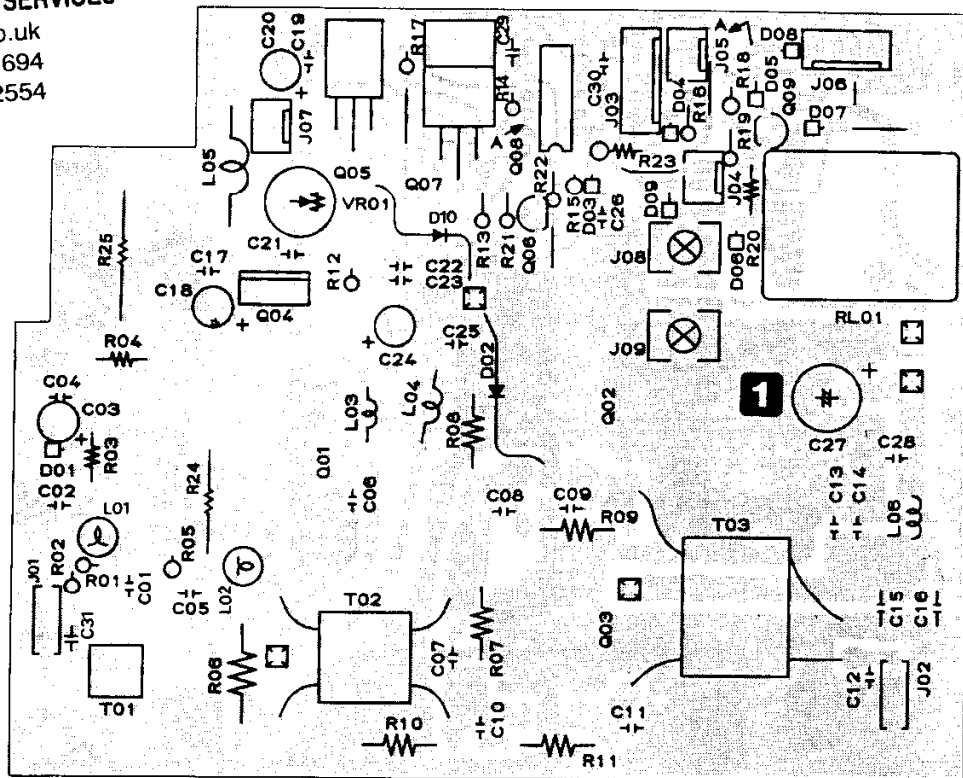 SERVICES
o.uk
694
2554
C20
C19
R17
C29
R14
A
Q08
C30
J03
D04
R16
J05
A
R18
D08
D05
Q09
J06
D07
R19
J07
L05
Q05
VR01
Q07
D10
R22
R13
R21
Q06
R15
D03
C26
R23
D09
J04
R20
D06
J08
RL01
R25
C21
C17
C18
Q04
R12
C22
C23
C24
C25
D02
J09
R04
C04
C03
D01
R03
C02
L03
L04
R08
Q02
1
C27
C28
Q01
C06
R24
L01
C08
C09
R09
T03
C13
C14
L06
J01
R02
R01
C01
R05
C05
L02
T02
C31
T01
R06
C07
R07
Q03
C15
C16
C12
J02
R10
C10
R11
C11